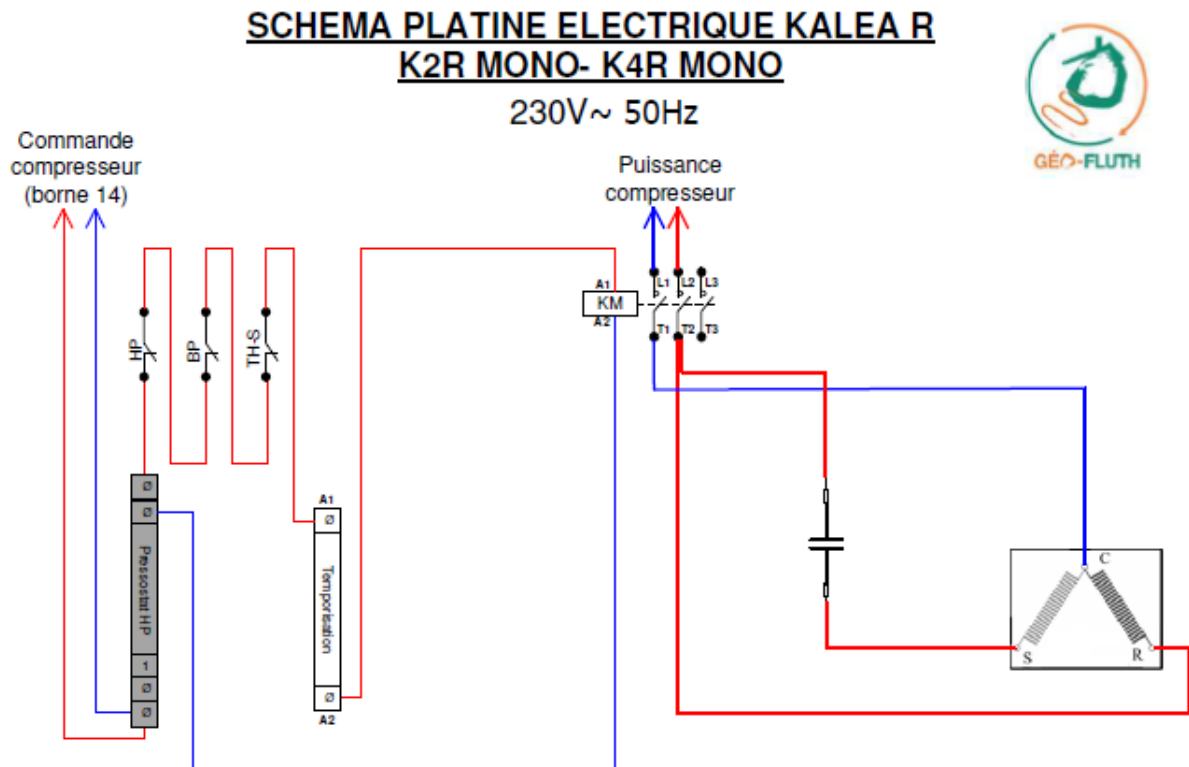 SCHEMA PLATINE ELECTRIQUE KALEA R
K2R MONO- K4R MONO
230V~ 50Hz
GÉO-FLUTH
Commande
compresseur
(borne 14)
Puissance
compresseur
A1
KM
A2
L1
L2
L3
T1
T2
T3
HP
BP
TH-S
Ø
Ø
Pressostat HP
1
Ø
Ø
A1
Ø
Temporisation
Ø
A2
C
S
R